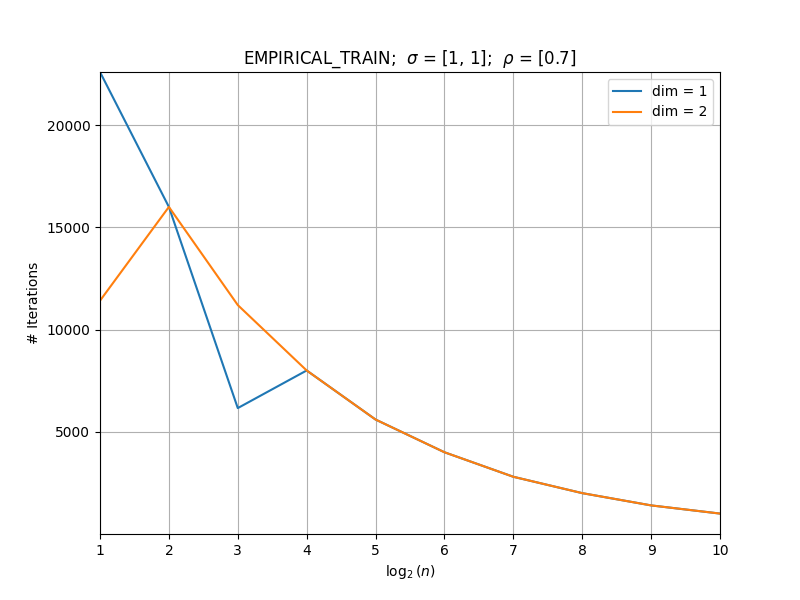 EMPIRICAL_TRAIN; σ = [1, 1]; ρ = [0.7]
dim = 1
dim = 2
20000
15000
10000
5000
# Iterations
1 2 3 4 5 6 7 8 9 10
log₂(n)